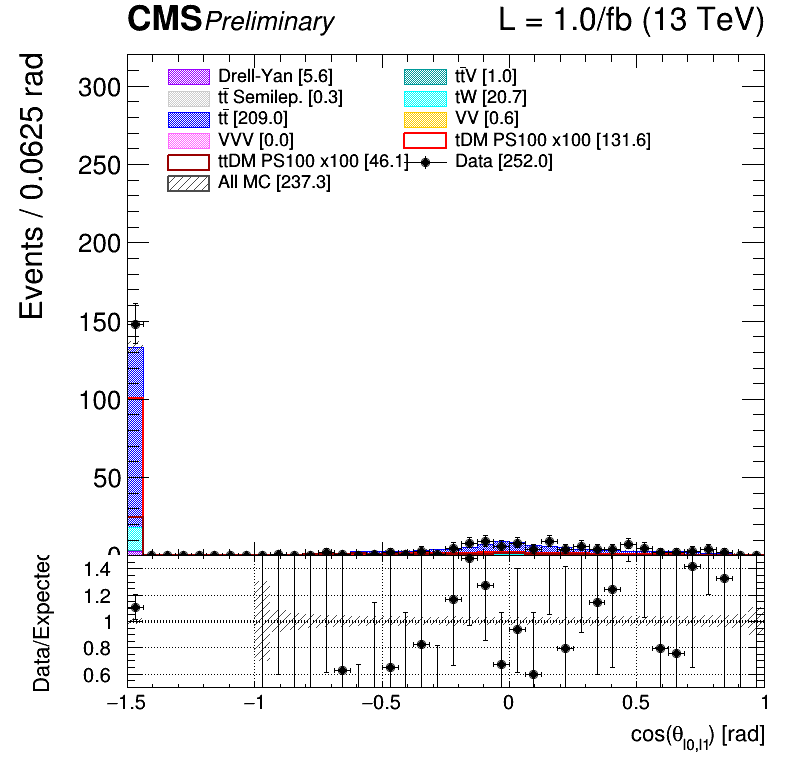 CMS Preliminary L = 1.0/fb (13 TeV)
Events / 0.0625 rad
300
250
200
150
100
50
0
Drell-Yan [5.6]
tt̄V [1.0]
tt̄ Semilep. [0.3]
tW [20.7]
tt̄ [209.0]
VV [0.6]
VVV [0.0]
tDM PS100 x100 [131.6]
ttDM PS100 x100 [46.1]
Data [252.0]
All MC [237.3]
Data/Expected
1.4
1.2
1
0.8
0.6
−1.5 −1 −0.5 0 0.5 1
cos(θl0,l1) [rad]